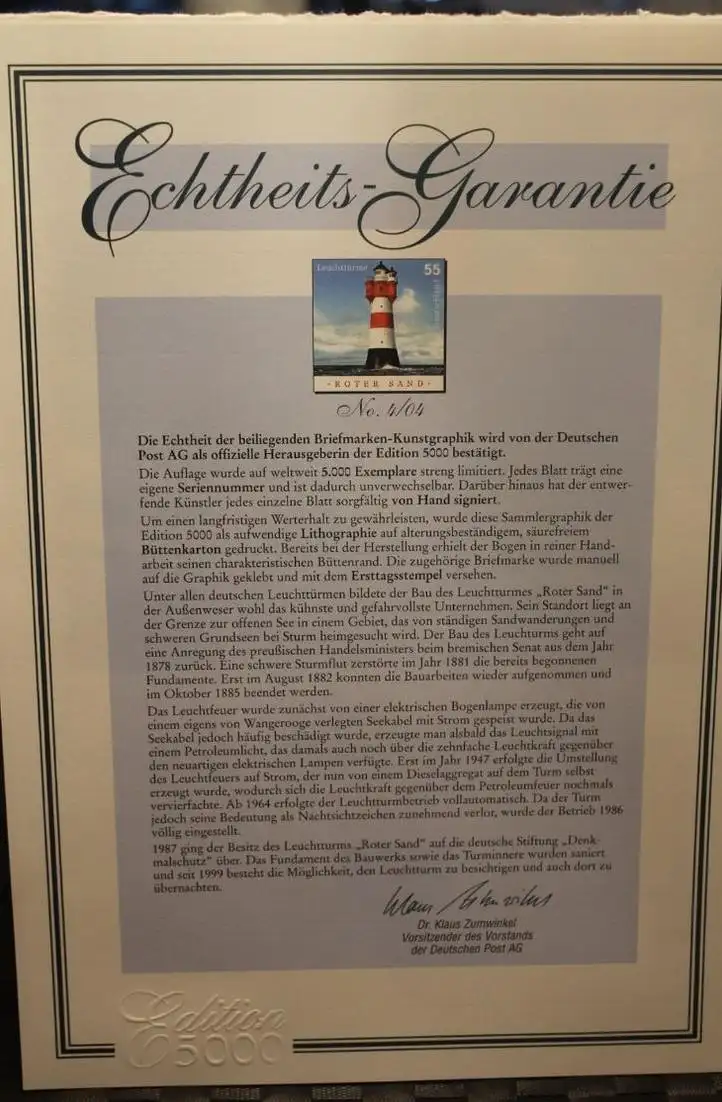 Echtheits-Garantie
Leuchttürme 55
Deutschland
· ROTER SAND ·
No. 4/04
Die Echtheit der beiliegenden Briefmarken-Kunstgraphik wird von der Deutschen
Post AG als offizielle Herausgeberin der Edition 5000 bestätigt.
Die Auflage wurde auf weltweit 5.000 Exemplare streng limitiert. Jedes Blatt trägt eine
eigene Seriennummer und ist dadurch unverwechselbar. Darüber hinaus hat der entwer-
fende Künstler jedes einzelne Blatt sorgfältig von Hand signiert.
Um einen langfristigen Werterhalt zu gewährleisten, wurde diese Sammlergraphik der
Edition 5000 als aufwendige Lithographie auf alterungsbeständigem, säurefreiem
Büttenkarton gedruckt. Bereits bei der Herstellung erhielt der Bogen in reiner Hand-
arbeit seinen charakteristischen Büttenrand. Die zugehörige Briefmarke wurde manuell
auf die Graphik geklebt und mit dem Ersttagsstempel versehen.
Unter allen deutschen Leuchttürmen bildete der Bau des Leuchtturmes „Roter Sand“ in
der Außenweser wohl das kühnste und gefahrvollste Unternehmen. Sein Standort liegt an
der Grenze zur offenen See in einem Gebiet, das von ständigen Sandwanderungen und
schweren Grundseen bei Sturm heimgesucht wird. Der Bau des Leuchturms geht auf
eine Anregung des preußischen Handelsministers beim bremischen Senat aus dem Jahr
1878 zurück. Eine schwere Sturmflut zerstörte im Jahr 1881 die bereits begonnenen
Fundamente. Erst im August 1882 konnten die Bauarbeiten wieder aufgenommen und
im Oktober 1885 beendet werden.
Das Leuchtfeuer wurde zunächst von einer elektrischen Bogenlampe erzeugt, die von
einem eigens von Wangerooge verlegten Seekabel mit Strom gespeist wurde. Da das
Seekabel jedoch häufig beschädigt wurde, erzeugte man alsbald das Leuchtsignal mit
einem Petroleumlicht, das damals auch noch über die zehnfache Leuchtkraft gegenüber
den neuartigen elektrischen Lampen verfügte. Erst im Jahr 1947 erfolgte die Umstellung
des Leuchtfeuers auf Strom, der nun von einem Dieselaggregat auf dem Turm selbst
erzeugt wurde, wodurch sich die Leuchtkraft gegenüber dem Petroleumfeuer nochmals
vervierfachte. Ab 1964 erfolgte der Leuchtturmbetrieb vollautomatisch. Da der Turm
jedoch seine Bedeutung als Nachtsichtzeichen zunehmend verlor, wurde der Betrieb 1986
völlig eingestellt.
1987 ging der Besitz des Leuchturms „Roter Sand“ auf die deutsche Stiftung „Denk-
malschutz“ über. Das Fundament des Bauwerks sowie das Turminnere wurden saniert
und seit 1999 besteht die Möglichkeit, den Leuchtturm zu besichtigen und auch dort zu
übernachten.
Klaus Zumwinkel
Dr. Klaus Zumwinkel
Vorsitzender des Vorstands
der Deutschen Post AG
Edition
5000